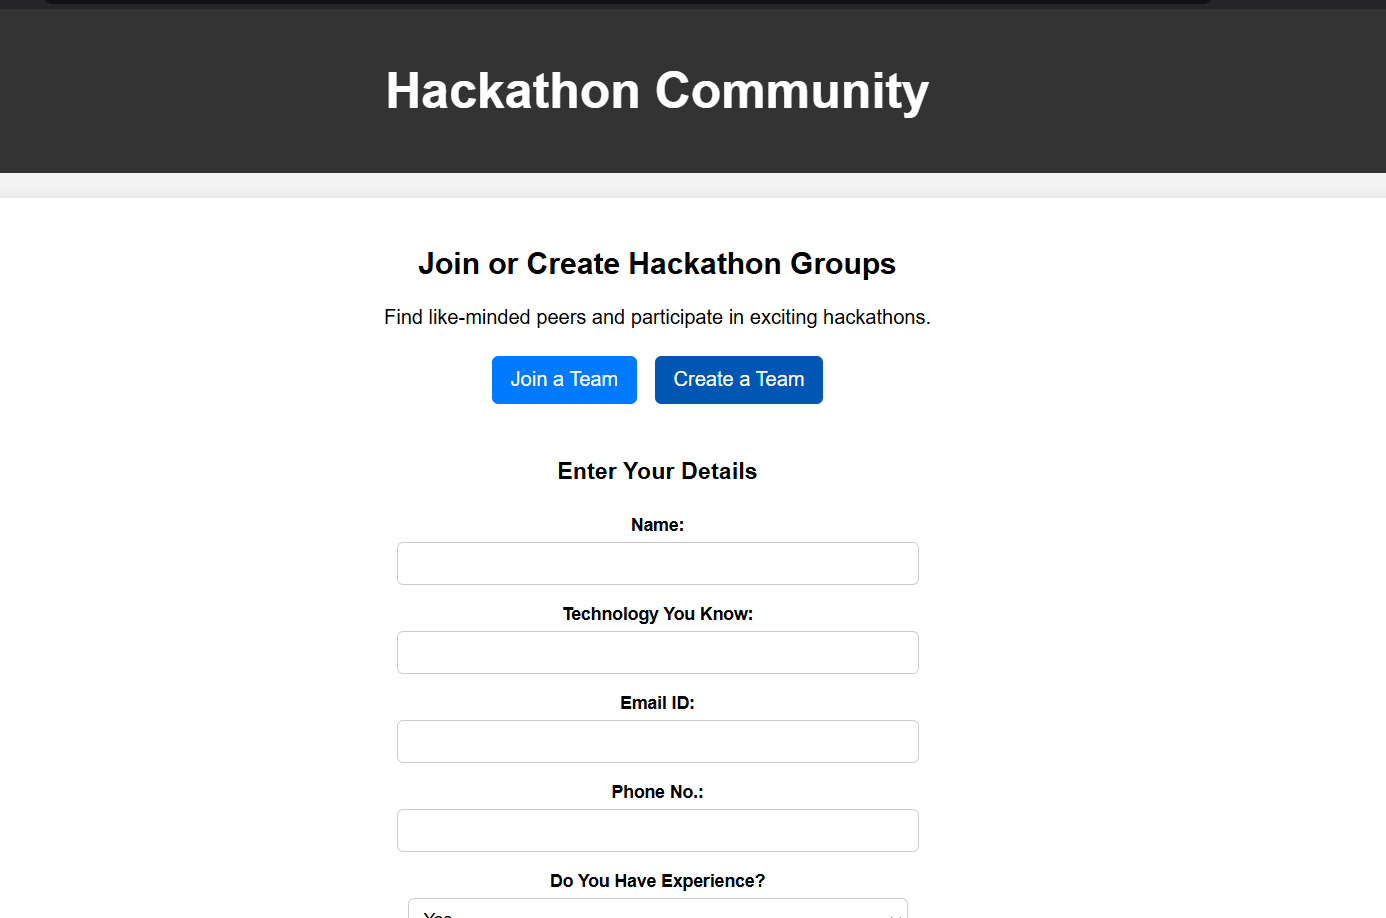 Hackathon Community
Join or Create Hackathon Groups
Find like-minded peers and participate in exciting hackathons.
Join a Team Create a Team
Enter Your Details
Name:
Technology You Know:
Email ID:
Phone No.:
Do You Have Experience?
Yes